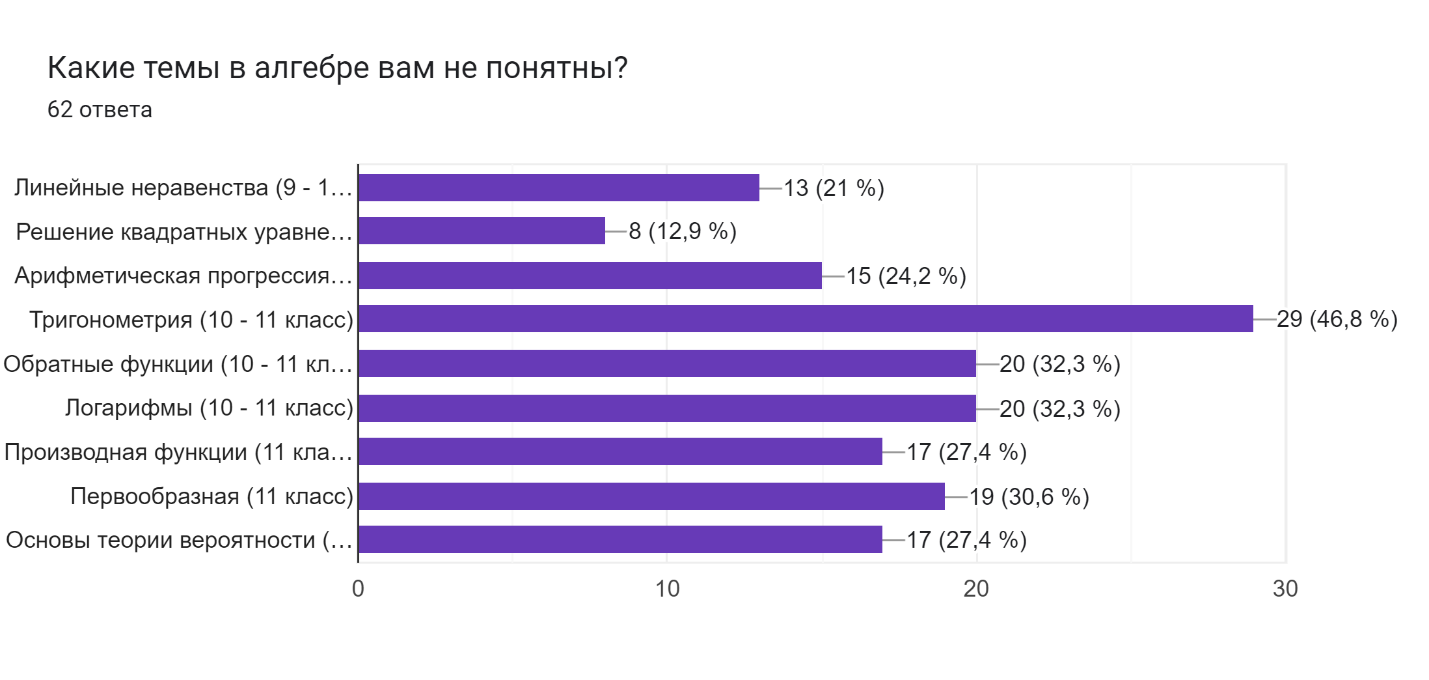 Какие темы в алгебре вам не понятны?
62 ответа
Линейные неравенства (9 - 1… 13 (21 %)
Решение квадратных уравне… 8 (12,9 %)
Арифметическая прогрессия… 15 (24,2 %)
Тригонометрия (10 - 11 класс) 29 (46,8 %)
Обратные функции (10 - 11 кл… 20 (32,3 %)
Логарифмы (10 - 11 класс) 20 (32,3 %)
Производная функции (11 кла… 17 (27,4 %)
Первообразная (11 класс) 19 (30,6 %)
Основы теории вероятности (… 17 (27,4 %)
0 10 20 30